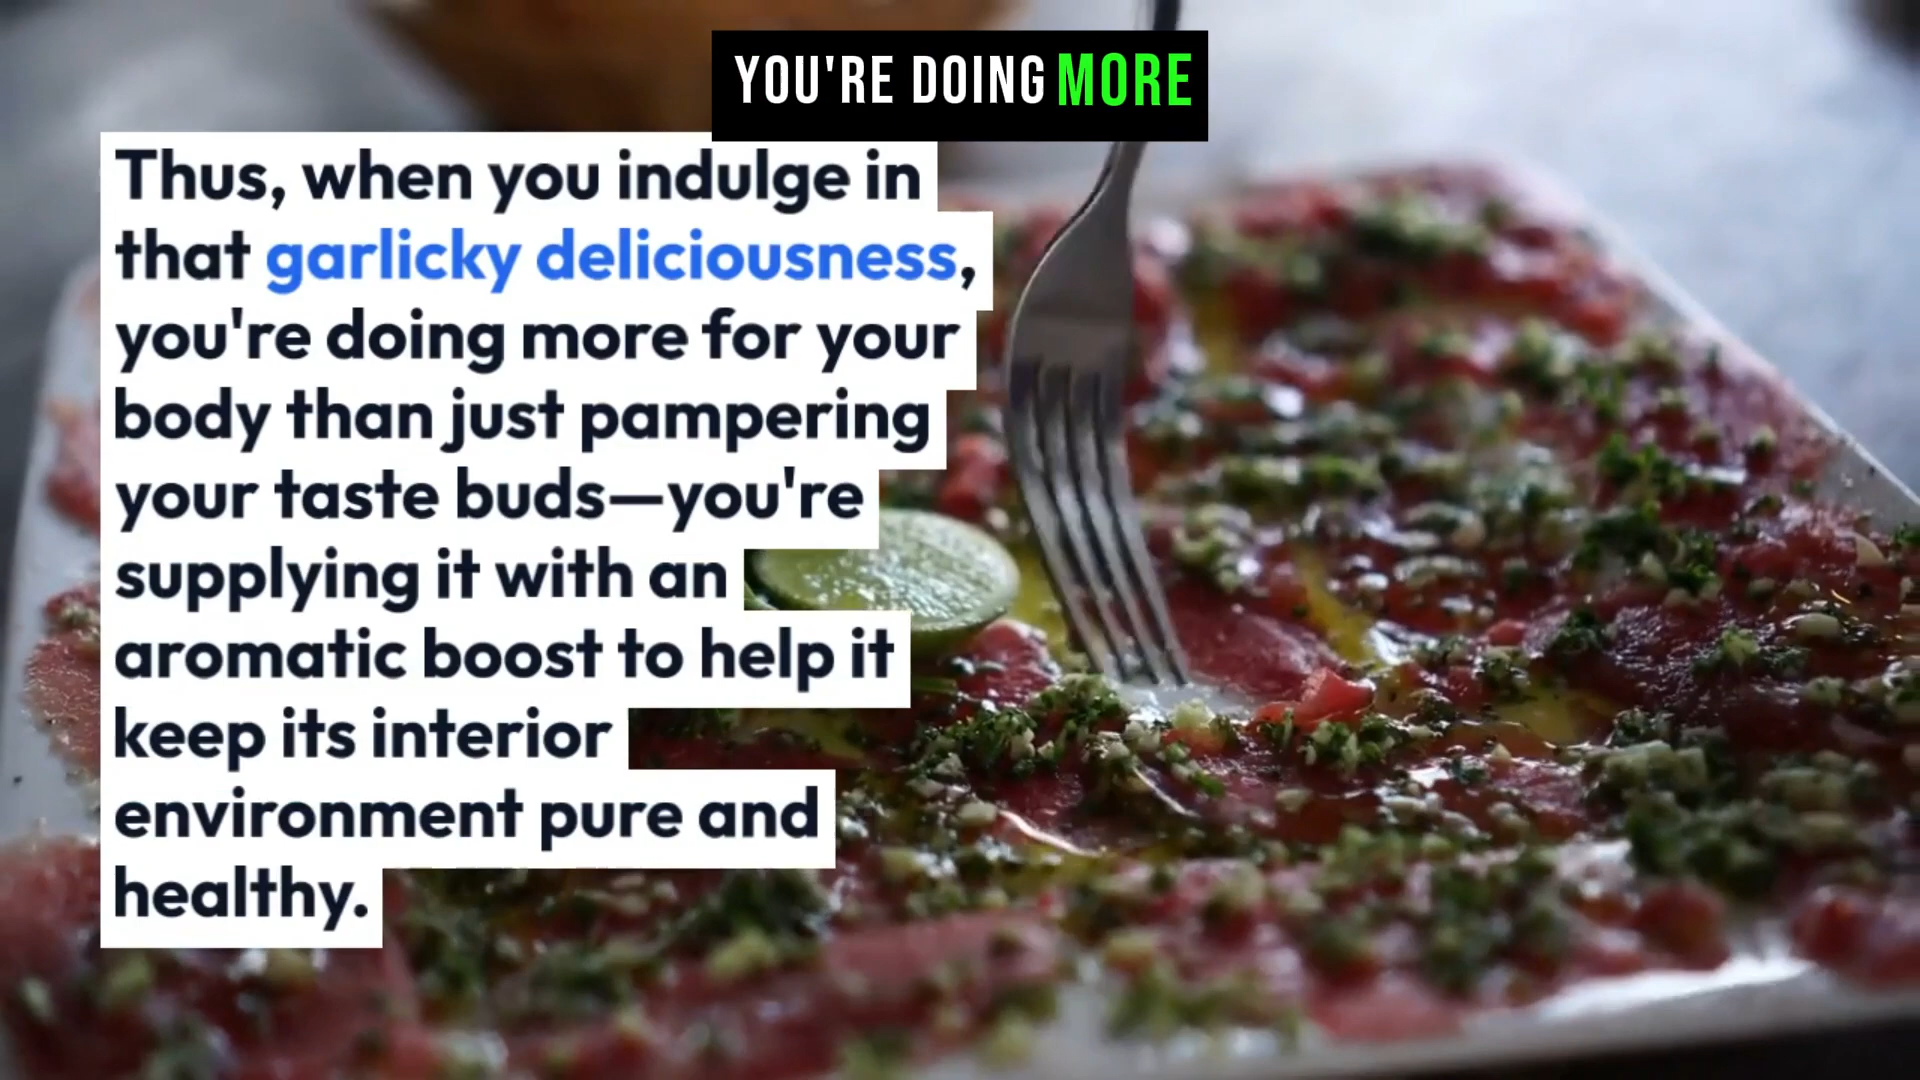 YOU'RE DOING MORE
Thus, when you indulge in
that garlicky deliciousness,
you're doing more for your
body than just pampering
your taste buds—you're
supplying it with an
aromatic boost to help it
keep its interior
environment pure and
healthy.